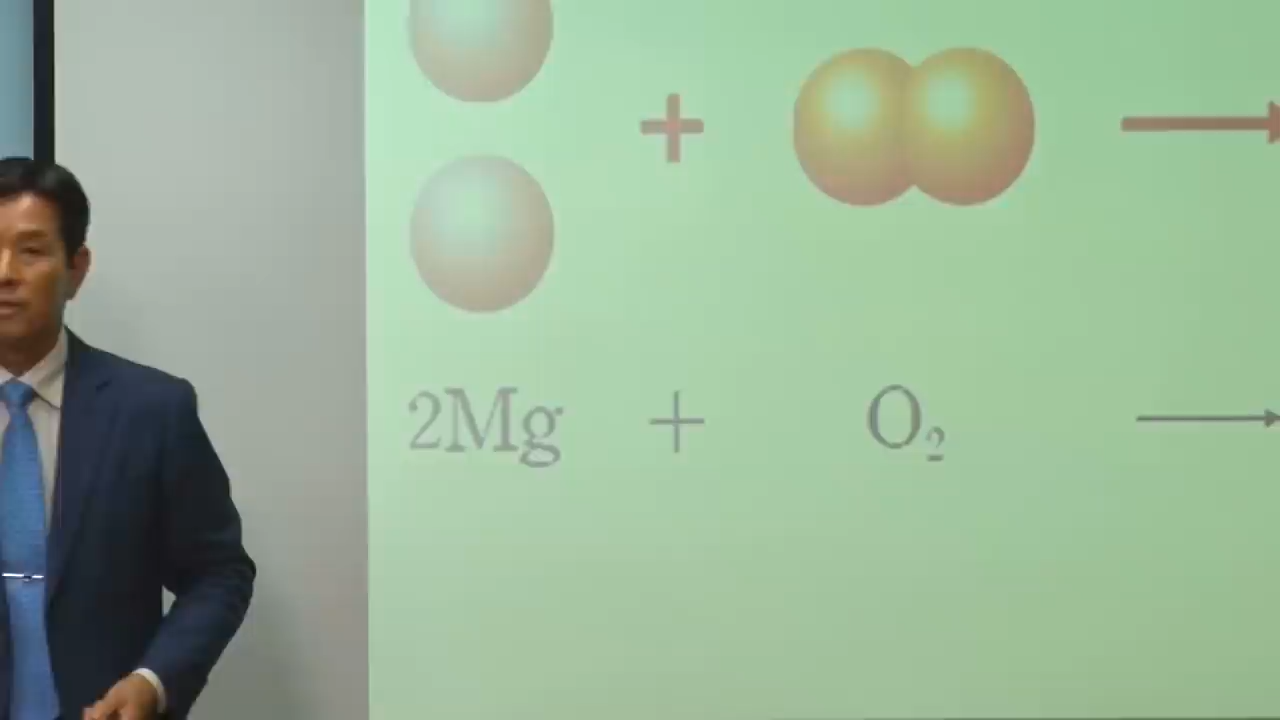 2Mg + O₂ →